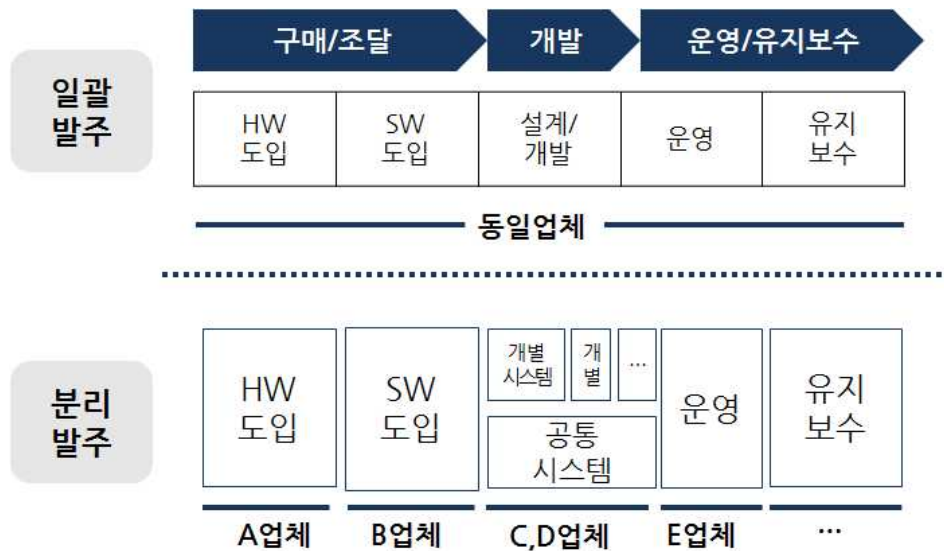 구매/조달
개발
운영/유지보수
일괄
발주
HW
도입
SW
도입
설계/
개발
운영
유지
보수
동일업체
분리
발주
HW
도입
SW
도입
개별
시스템
개
별
...
공통
시스템
운영
유지
보수
A업체
B업체
C,D업체
E업체
...